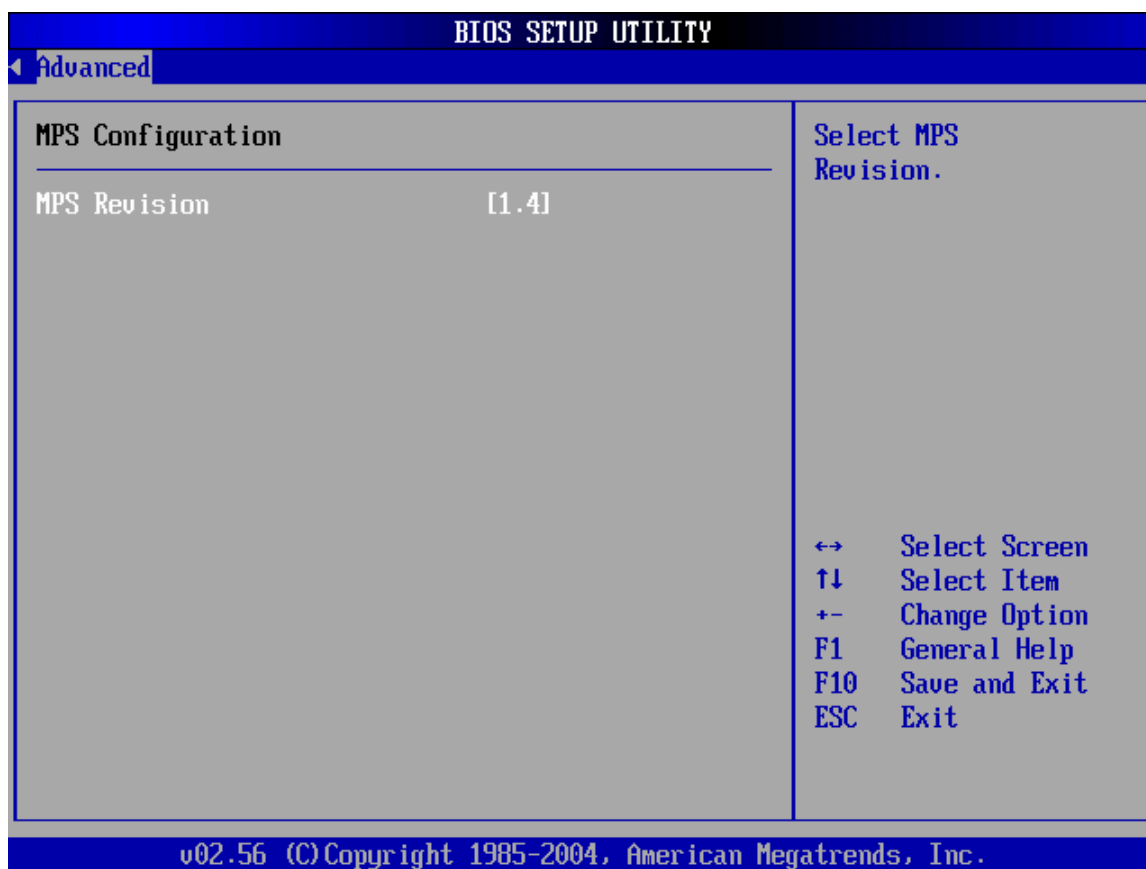 BIOS SETUP UTILITY
Advanced
MPS Configuration
MPS Revision [1.4]
Select MPS
Revision.
←→ Select Screen
↑↓ Select Item
+- Change Option
F1 General Help
F10 Save and Exit
ESC Exit
v02.56 (C)Copyright 1985-2004, American Megatrends, Inc.